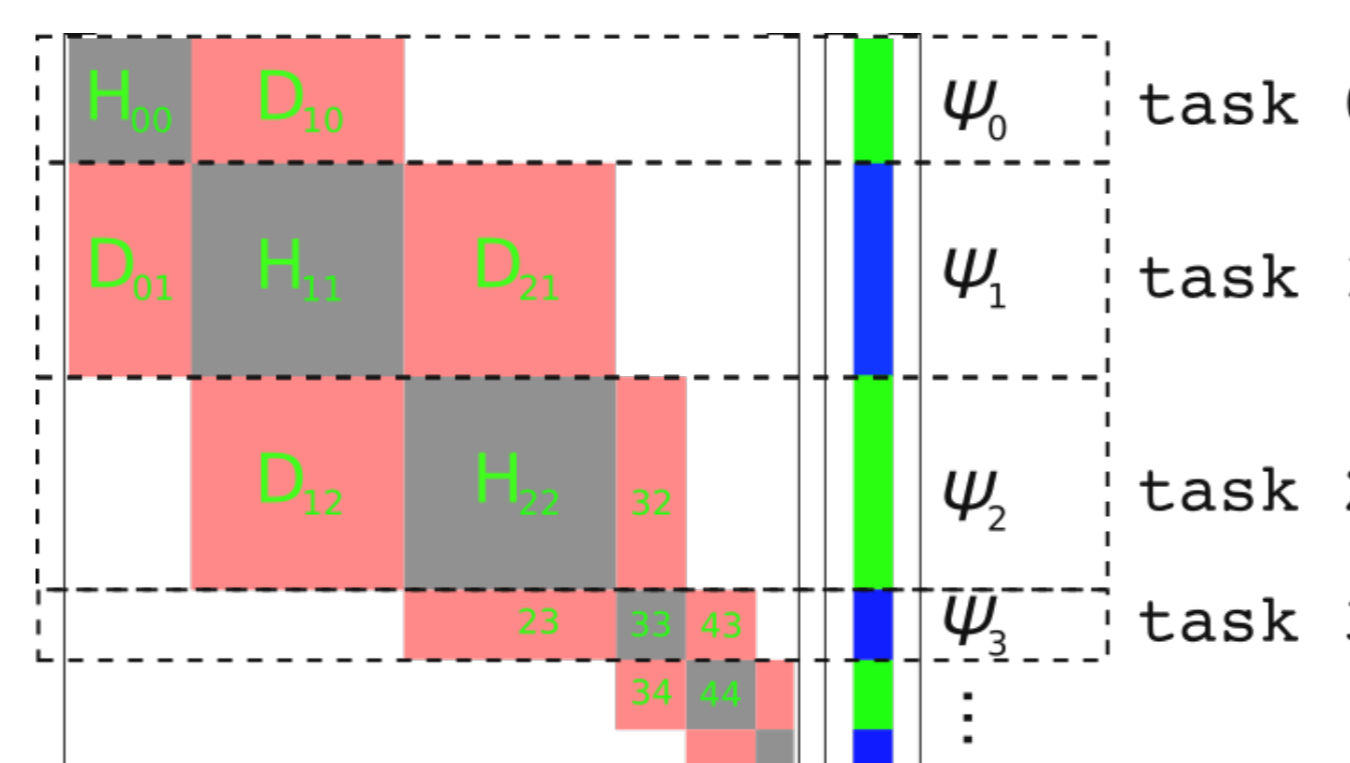 H00 D10 ψ0 task
D01 H11 D21 ψ1 task
D12 H22 32 ψ2 task
23 33 43 ψ3 task
34 44 ⋮